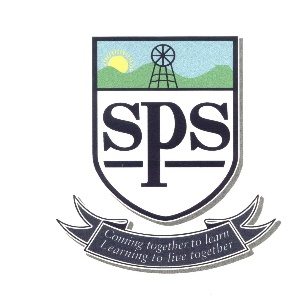 sps
Coming together to learn
Learning to live together